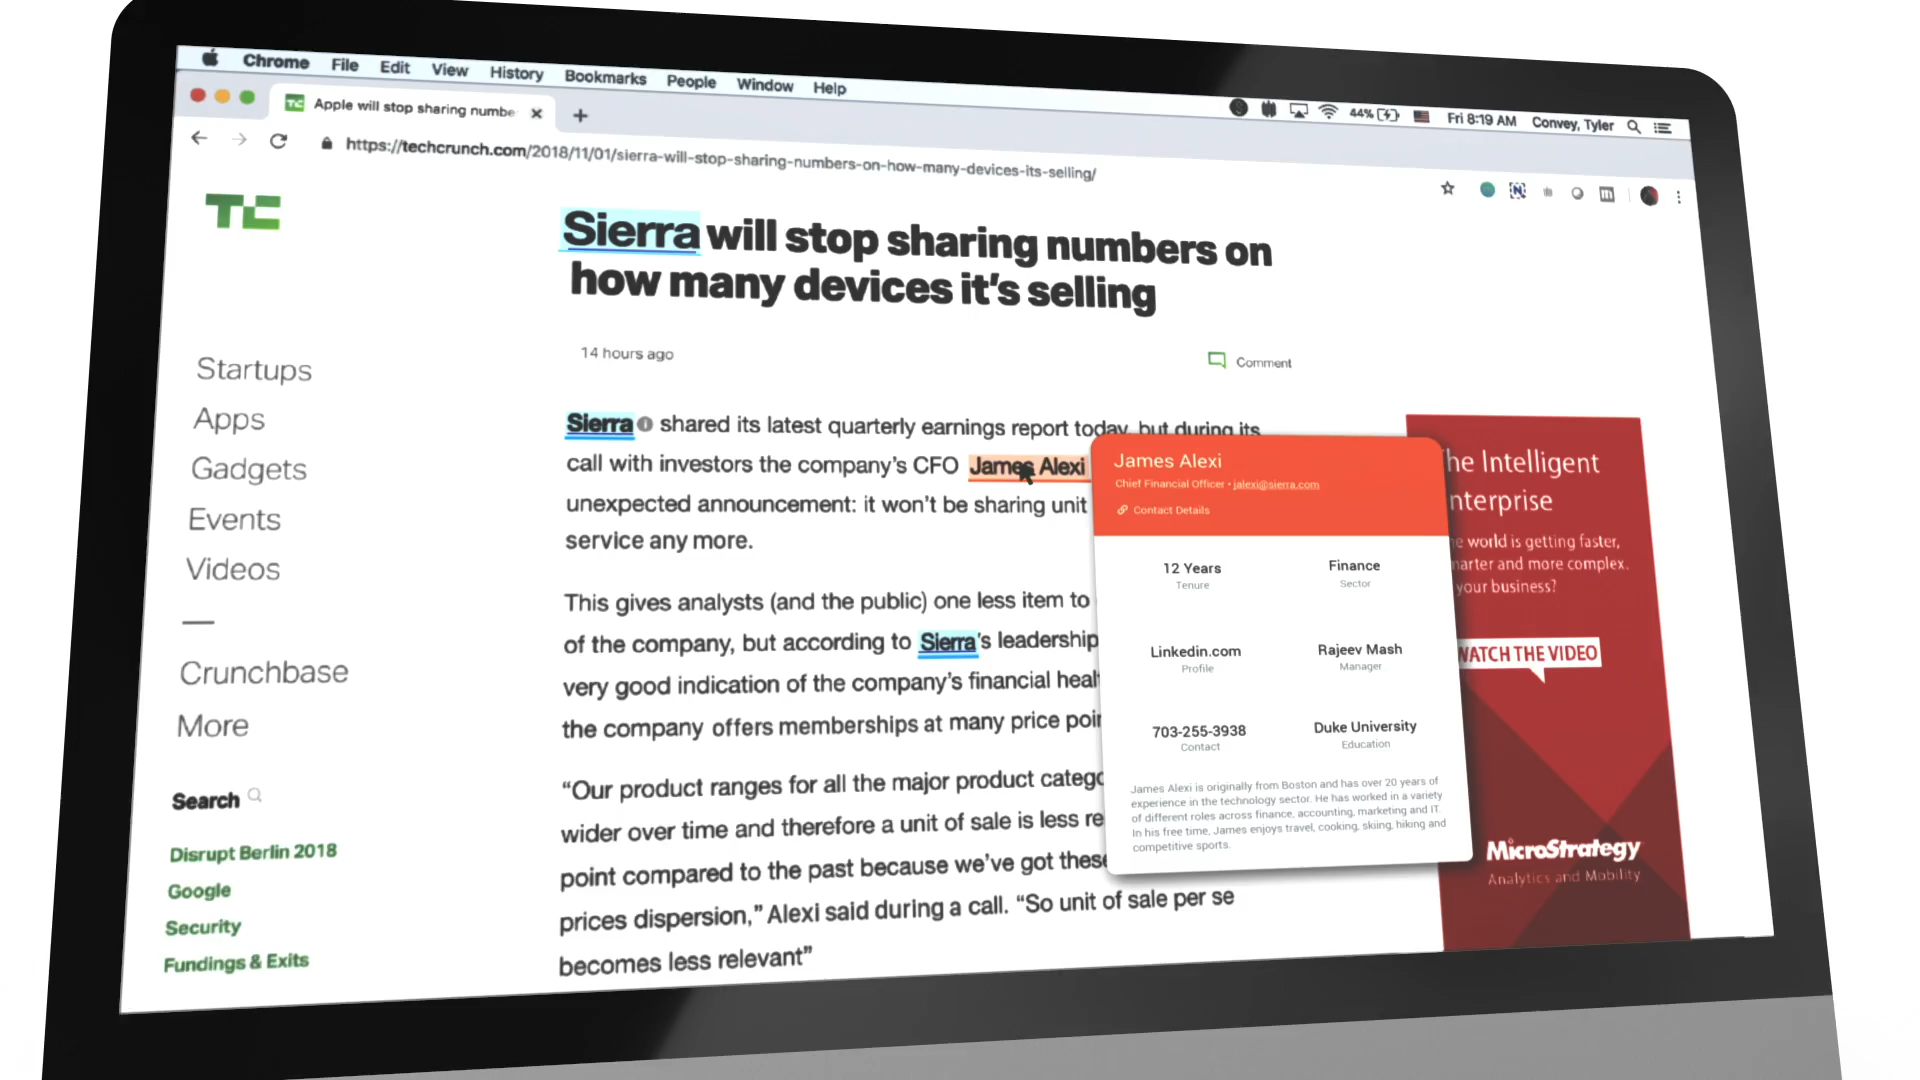 Chrome File Edit View History Bookmarks People Window Help
44% Fri 8:19 AM Convey, Tyler
Apple will stop sharing numbe
https://techcrunch.com/2018/11/01/sierra-will-stop-sharing-numbers-on-how-many-devices-its-selling/
TC
Startups
Apps
Gadgets
Events
Videos
Crunchbase
More
Search
Disrupt Berlin 2018
Google
Security
Fundings & Exits
Sierra will stop sharing numbers on
how many devices it’s selling
14 hours ago
Comment
Sierra shared its latest quarterly earnings report today, but during its
call with investors the company’s CFO James Alexi
unexpected announcement: it won’t be sharing unit
service any more.
This gives analysts (and the public) one less item to
of the company, but according to Sierra’s leadership
very good indication of the company’s financial healt
the company offers memberships at many price poin
“Our product ranges for all the major product catego
wider over time and therefore a unit of sale is less re
point compared to the past because we’ve got these
prices dispersion,” Alexi said during a call. “So unit of sale per se
becomes less relevant”
James Alexi
Chief Financial Officer • jalexi@sierra.com
Contact Details
12 Years
Tenure
Finance
Sector
Linkedin.com
Profile
Rajeev Mash
Manager
703-255-3938
Contact
Duke University
Education
James Alexi is originally from Boston and has over 20 years of
experience in the technology sector. He has worked in a variety
of different roles across finance, accounting, marketing and IT.
In his free time, James enjoys travel, cooking, skiing, hiking and
competitive sports.
he Intelligent
nterprise
e world is getting faster,
arter and more complex.
your business?
WATCH THE VIDEO
MicroStrategy
Analytics and Mobility